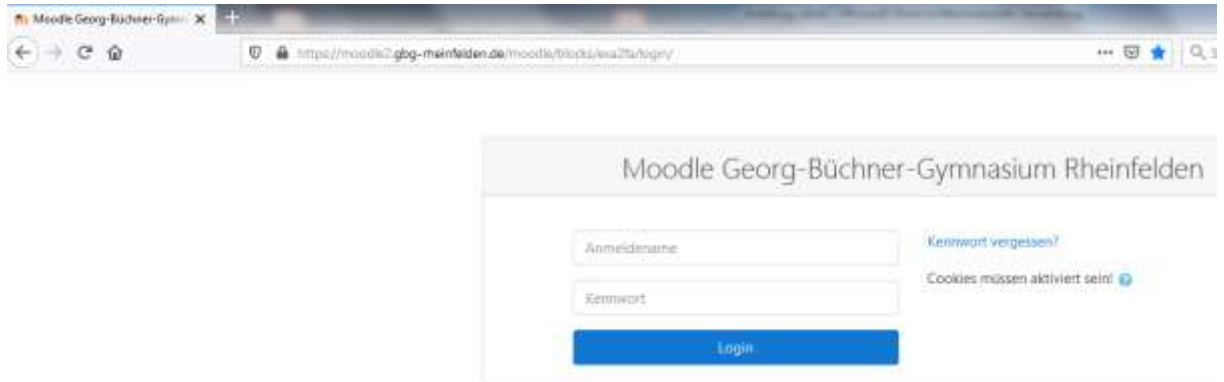 Moodle Georg-Büchner-Gymn
https://moodle2.gbg-rheinfelden.de/moodle/blocks/exa2fa/login/
Moodle Georg-Büchner-Gymnasium Rheinfelden
Anmeldename
Kennwort vergessen?
Cookies müssen aktiviert sein!
Kennwort
Login